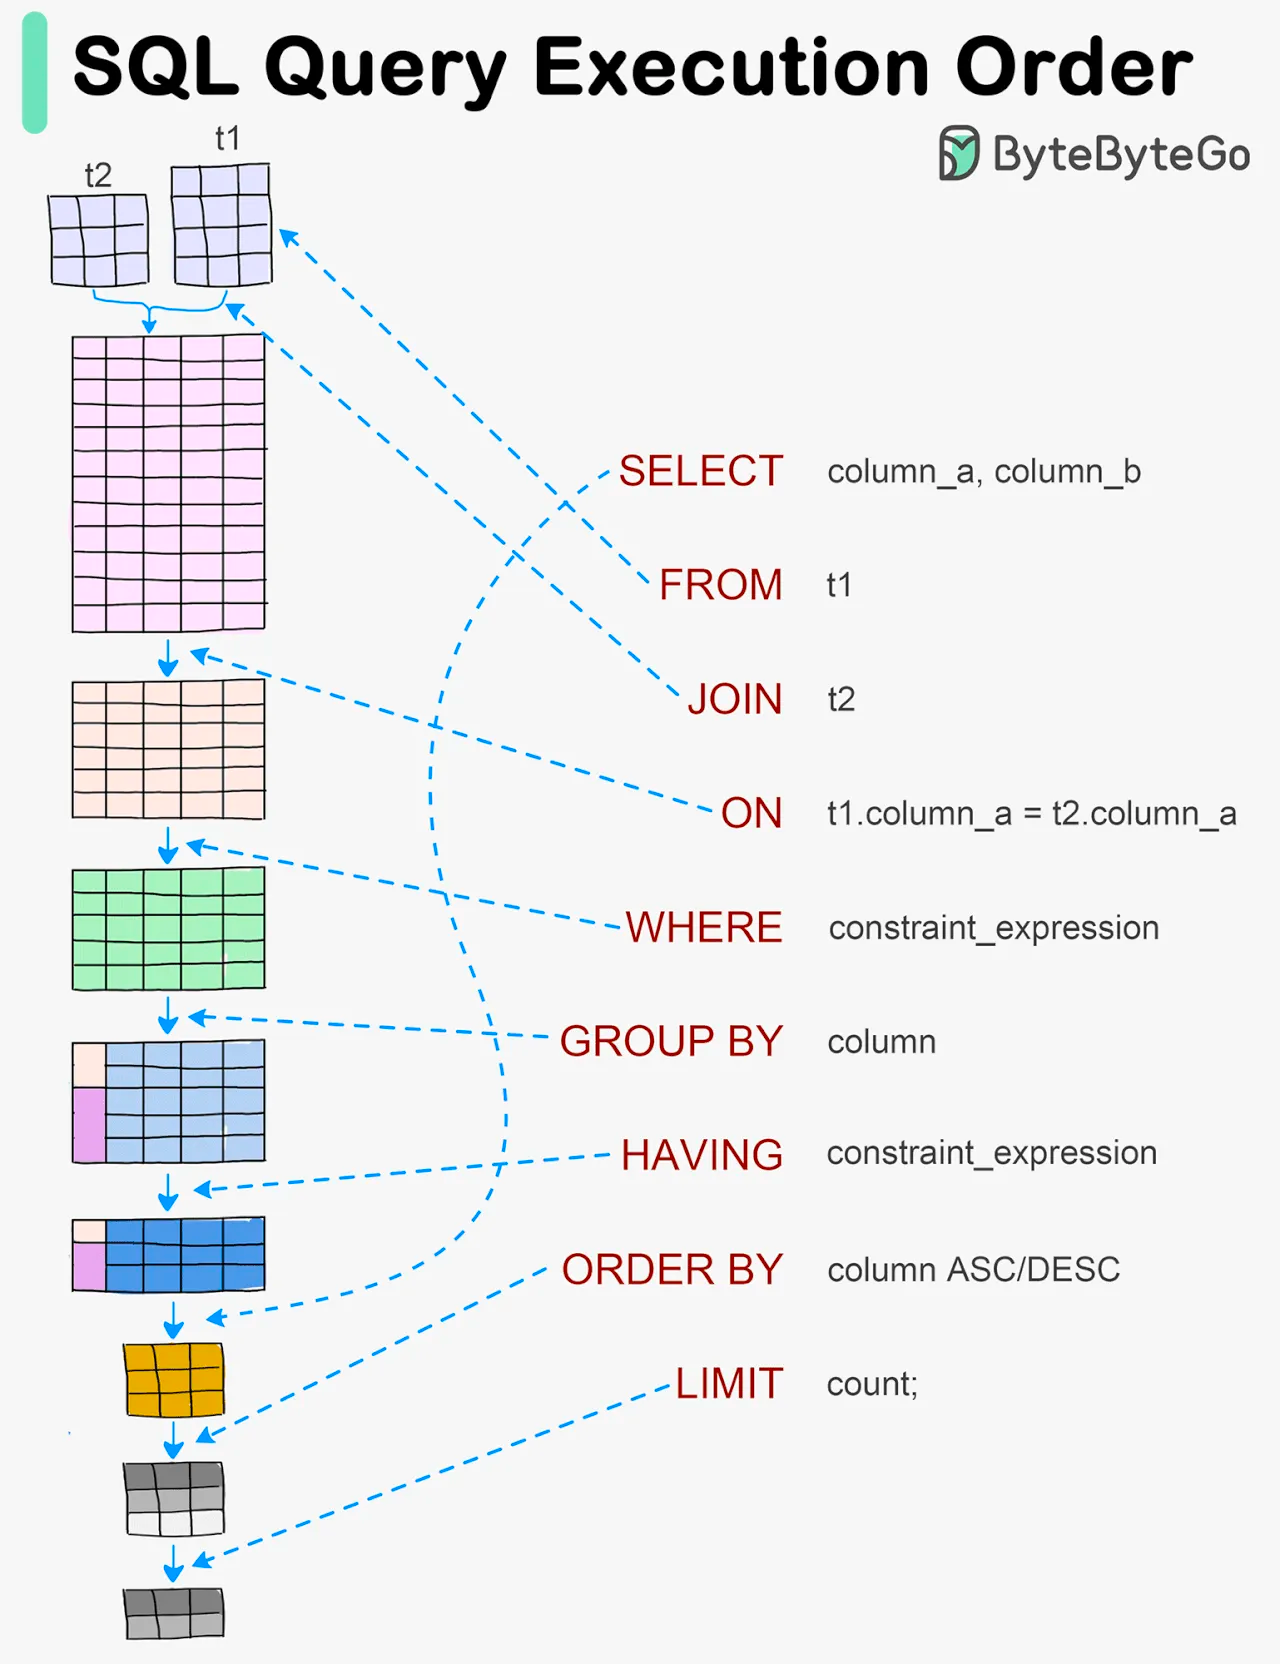 SQL Query Execution Order
ByteByteGo
t1
t2
SELECT column_a, column_b
FROM t1
JOIN t2
ON t1.column_a = t2.column_a
WHERE constraint_expression
GROUP BY column
HAVING constraint_expression
ORDER BY column ASC/DESC
LIMIT count;